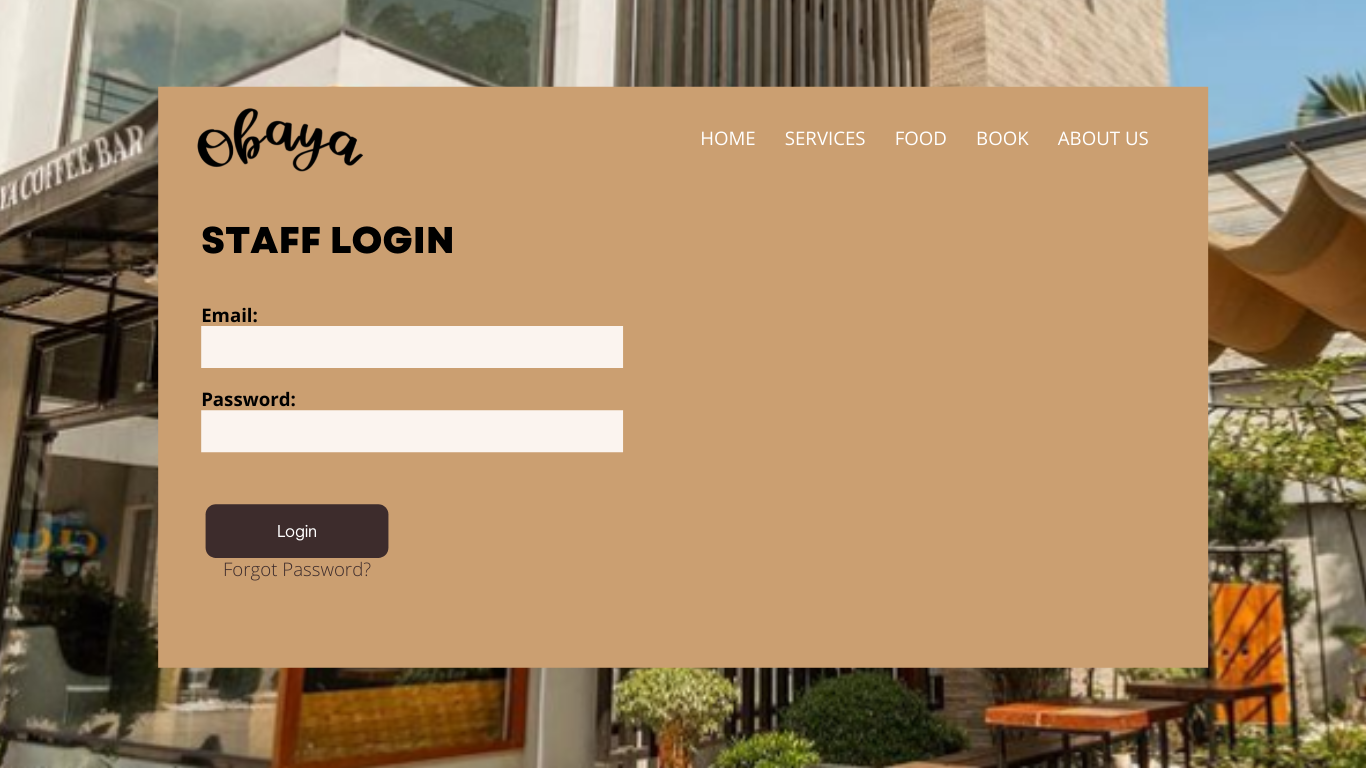 Obaya
HOME SERVICES FOOD BOOK ABOUT US
YA COFFEE BAR
STAFF LOGIN
Email:
Password:
Login
Forgot Password?